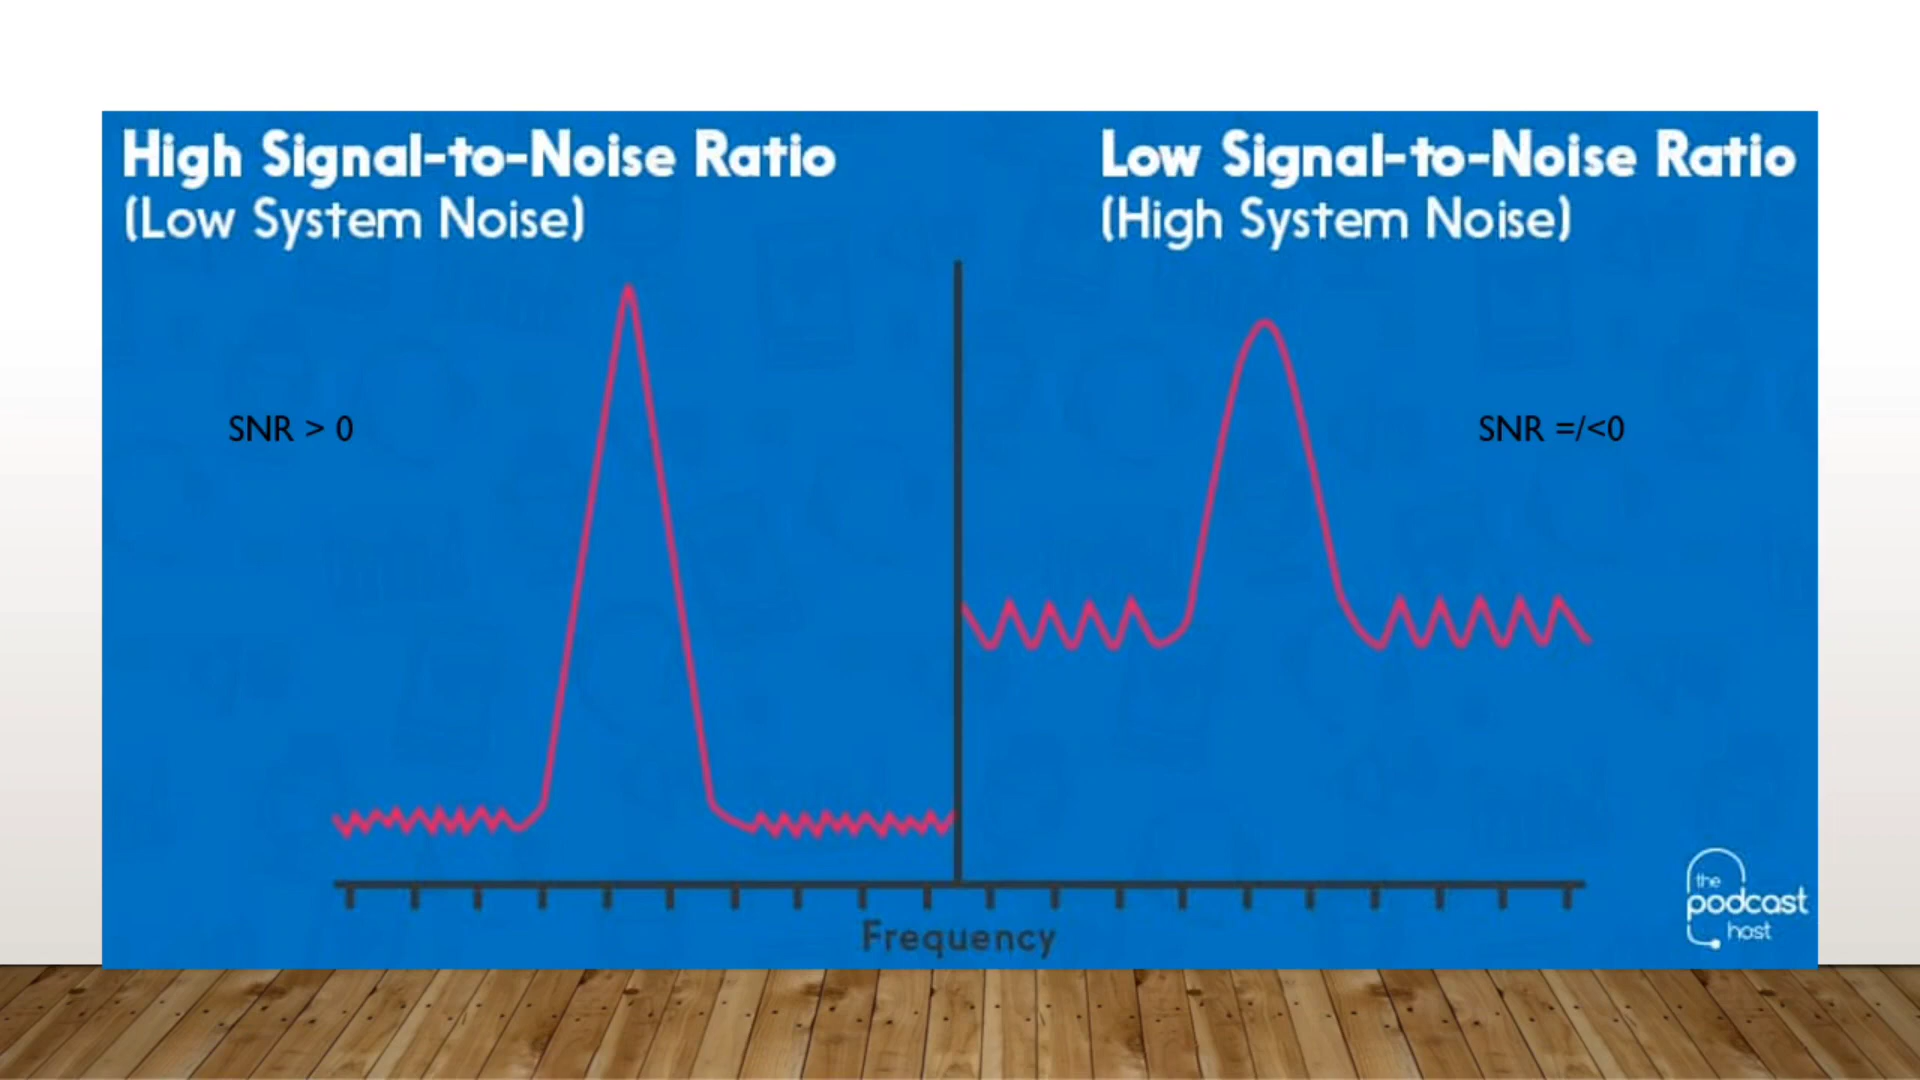 High Signal-to-Noise Ratio
(Low System Noise)
Low Signal-to-Noise Ratio
(High System Noise)
SNR > 0
SNR =/<0
Frequency
the
podcast
host